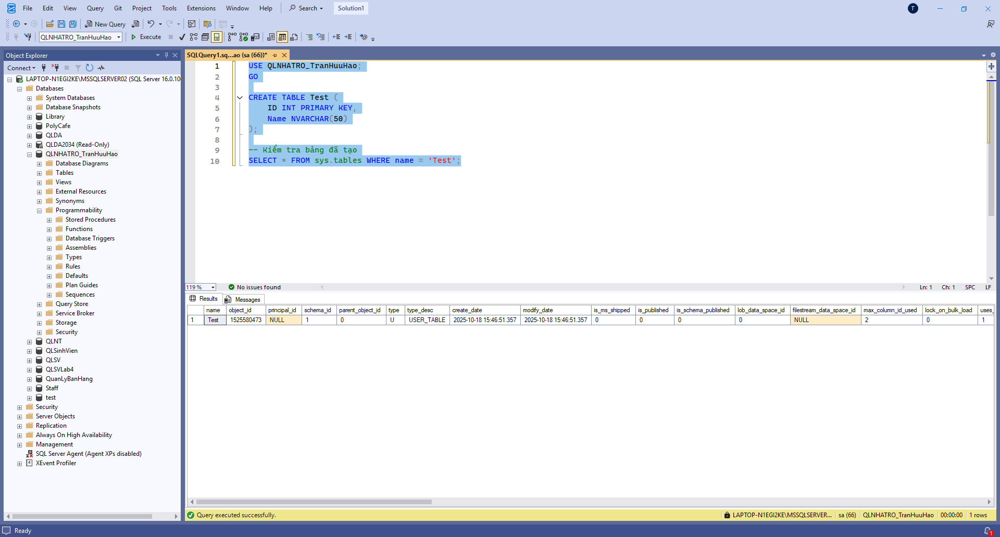 File Edit View Query Git Project Tools Extensions Window Help Search Solution1
T
New Query
QLNHATRO_TranHuuHao Execute
Object Explorer
Connect
LAPTOP-N1EGI2KE\MSSQLSERVER02 (SQL Server 16.0.10
Databases
System Databases
Database Snapshots
Library
PolyCafe
QLDA
QLDA2034 (Read-Only)
QLNHATRO_TranHuuHao
Database Diagrams
Tables
Views
External Resources
Synonyms
Programmability
Stored Procedures
Functions
Database Triggers
Assemblies
Types
Rules
Defaults
Plan Guides
Sequences
Query Store
Service Broker
Storage
Security
QLNT
QLSinhVien
QLSV
QLSVLab4
QuanLyBanHang
Staff
test
Security
Server Objects
Replication
Always On High Availability
Management
SQL Server Agent (Agent XPs disabled)
XEvent Profiler
SQLQuery1.sq...ao (sa (66))*
1 USE QLNHATRO_TranHuuHao;
2 GO
3
4 CREATE TABLE Test (
5 ID INT PRIMARY KEY,
6 Name NVARCHAR(50)
7 );
8
9 -- Kiểm tra bảng đã tạo
10 SELECT * FROM sys.tables WHERE name = 'Test';
119 % No issues found Ln: 1 Ch: 1 SPC LF
Results Messages
name object_id principal_id schema_id parent_object_id type type_desc create_date modify_date is_ms_shipped is_published is_schema_published lob_data_space_id filestream_data_space_id max_column_id_used lock_on_bulk_load uses_
1 Test 1525580473 NULL 1 0 U USER_TABLE 2025-10-18 15:46:51.357 2025-10-18 15:46:51.357 0 0 0 0 NULL 2 0 1
Query executed successfully. LAPTOP-N1EGI2KE\MSSQLSERVER... sa (66) QLNHATRO_TranHuuHao 00:00:00 1 rows
Ready 1